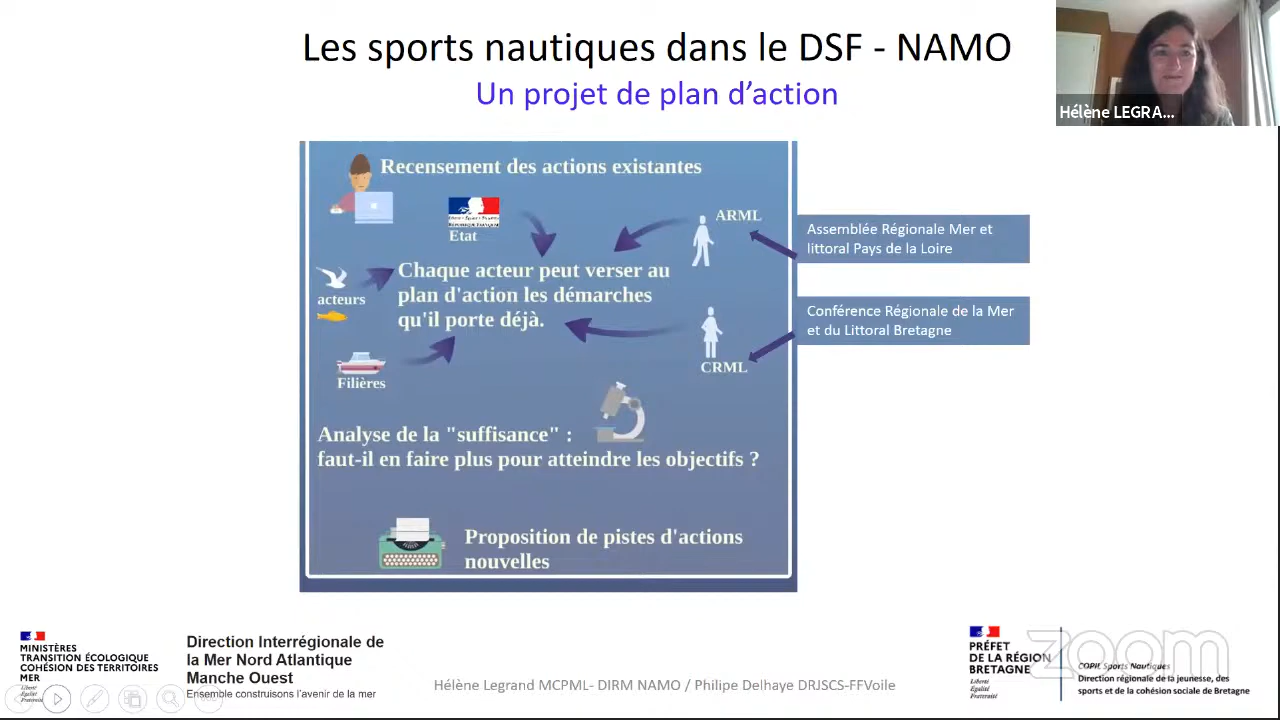 Les sports nautiques dans le DSF - NAMO
Un projet de plan d'action
Hélène LEGRA...
Recensement des actions existantes
Etat
ARML
Assemblée Régionale Mer et
littoral Pays de la Loire
acteurs
Chaque acteur peut verser au
plan d'action les démarches
qu'il porte déjà.
Conférence Régionale de la Mer
et du Littoral Bretagne
CRML
Filières
Analyse de la "suffisance" :
faut-il en faire plus pour atteindre les objectifs ?
Proposition de pistes d'actions
nouvelles
MINISTÈRES
TRANSITION ÉCOLOGIQUE
COHÉSION DES TERRITOIRES
MER
Liberté
Égalité
Direction Interrégionale de
la Mer Nord Atlantique
Manche Ouest
Ensemble construisons l'avenir de la mer
Hélène Legrand MCPML- DIRM NAMO / Philipe Delhaye DRJSCS-FFVoile
PRÉFET
DE LA RÉGION
BRETAGNE
Liberté
Égalité
Fraternité
zoom
COPIL Sports Nautiques
Direction régionale de la jeunesse, des
sports et de la cohésion sociale de Bretagne